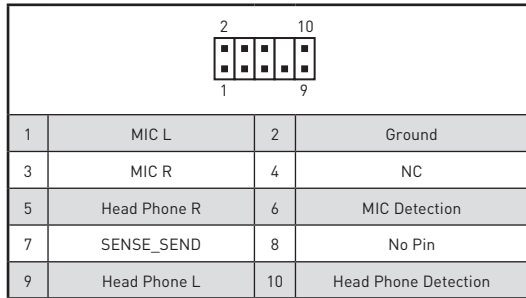 2 10
1 9
1 MIC L 2 Ground
3 MIC R 4 NC
5 Head Phone R 6 MIC Detection
7 SENSE_SEND 8 No Pin
9 Head Phone L 10 Head Phone Detection